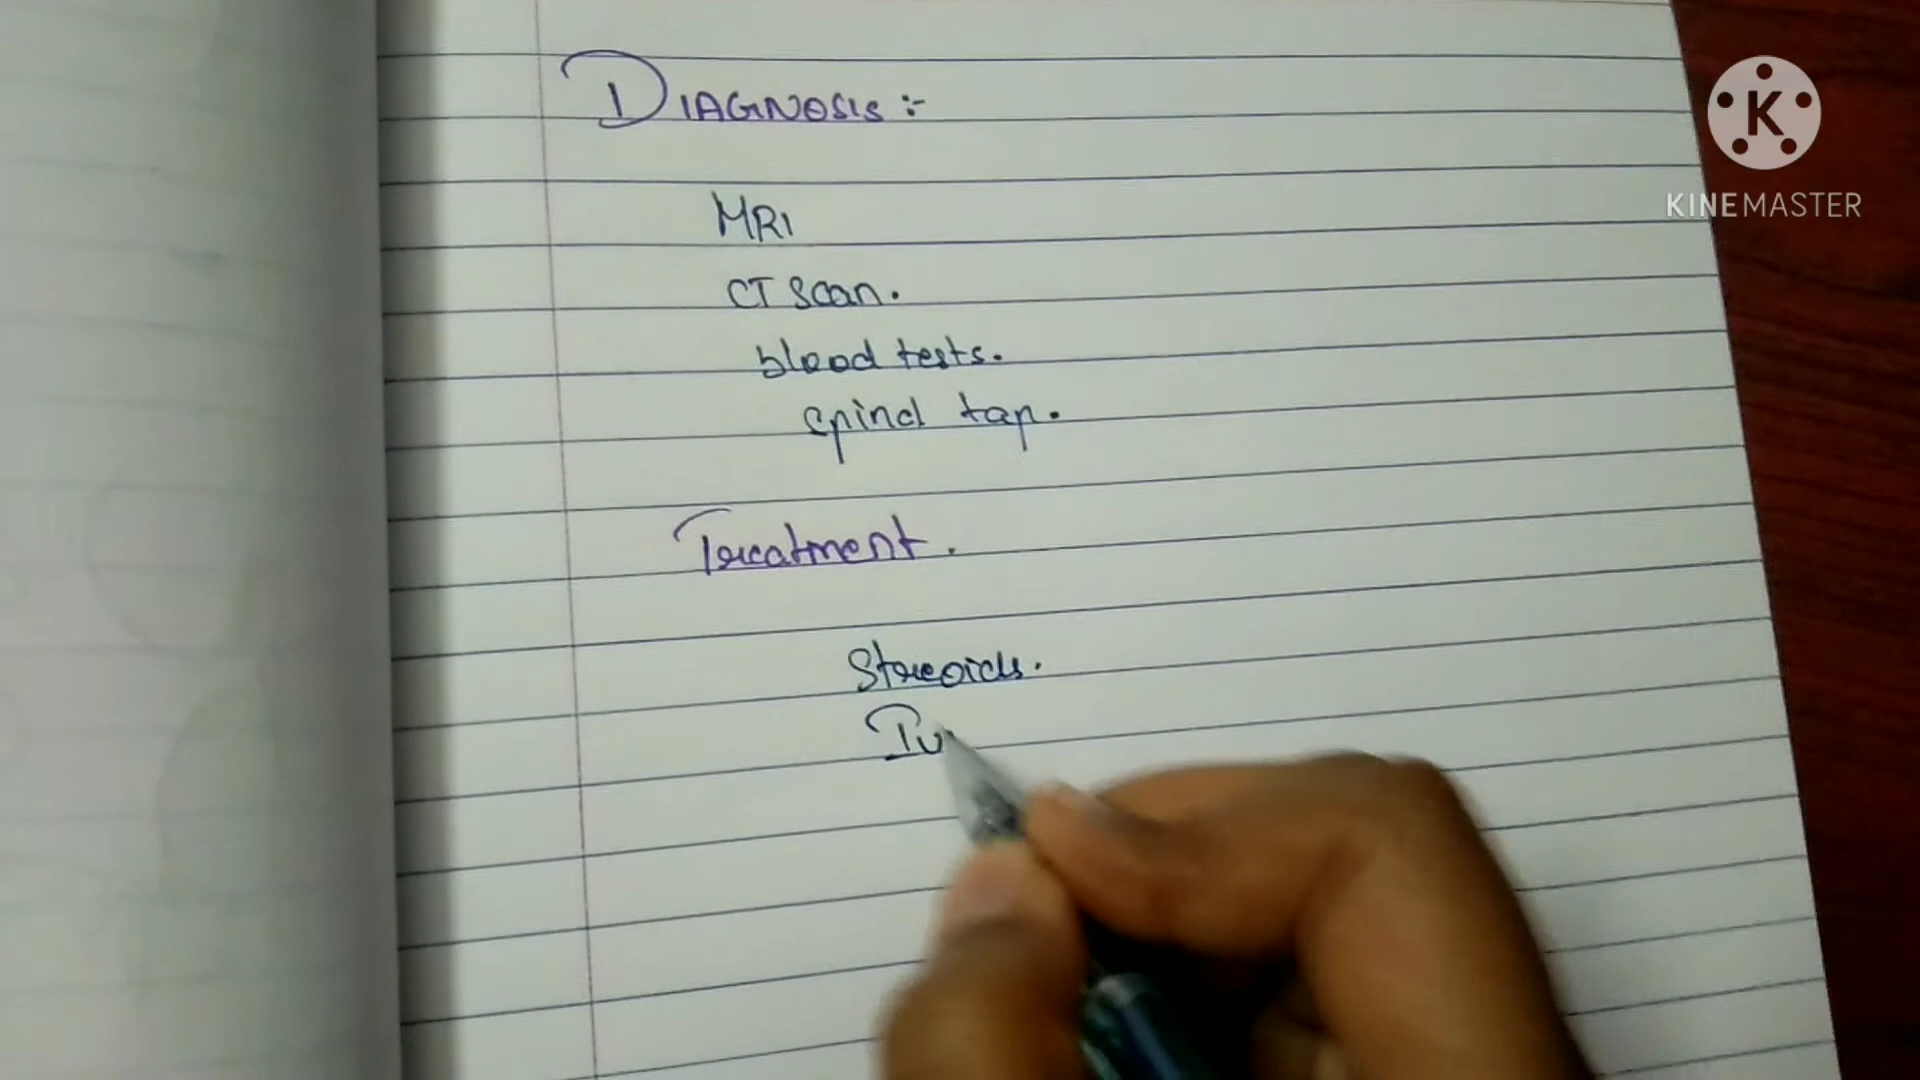 DIAGNOSIS :-
MRI
CT Scan.
blood tests.
spinal tap.
Treatment.
Steroids.
K
KINEMASTER